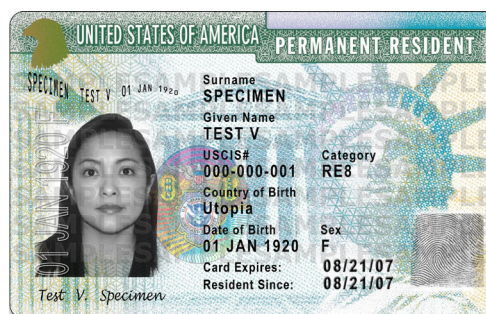 UNITED STATES OF AMERICA
PERMANENT RESIDENT
SPECIMEN TEST V 01 JAN 1920
Surname
SPECIMEN
Given Name
TEST V
USCIS# Category
000-000-001 RE8
Country of Birth
Utopia
Date of Birth Sex
01 JAN 1920 F
Card Expires: 08/21/07
Resident Since: 08/21/07
01 JAN 1920 F
Test V. Specimen